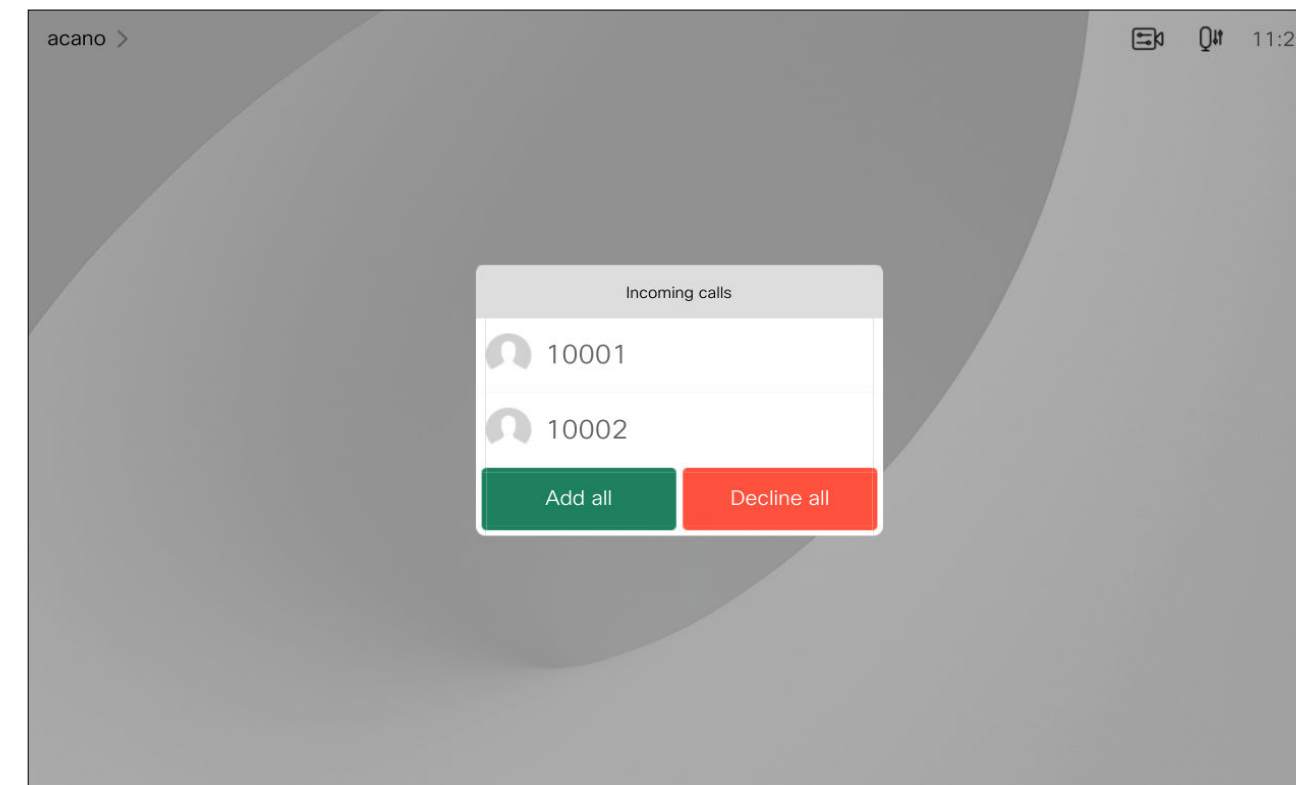 acano >
11:2
Incoming calls
10001
10002
Add all
Decline all